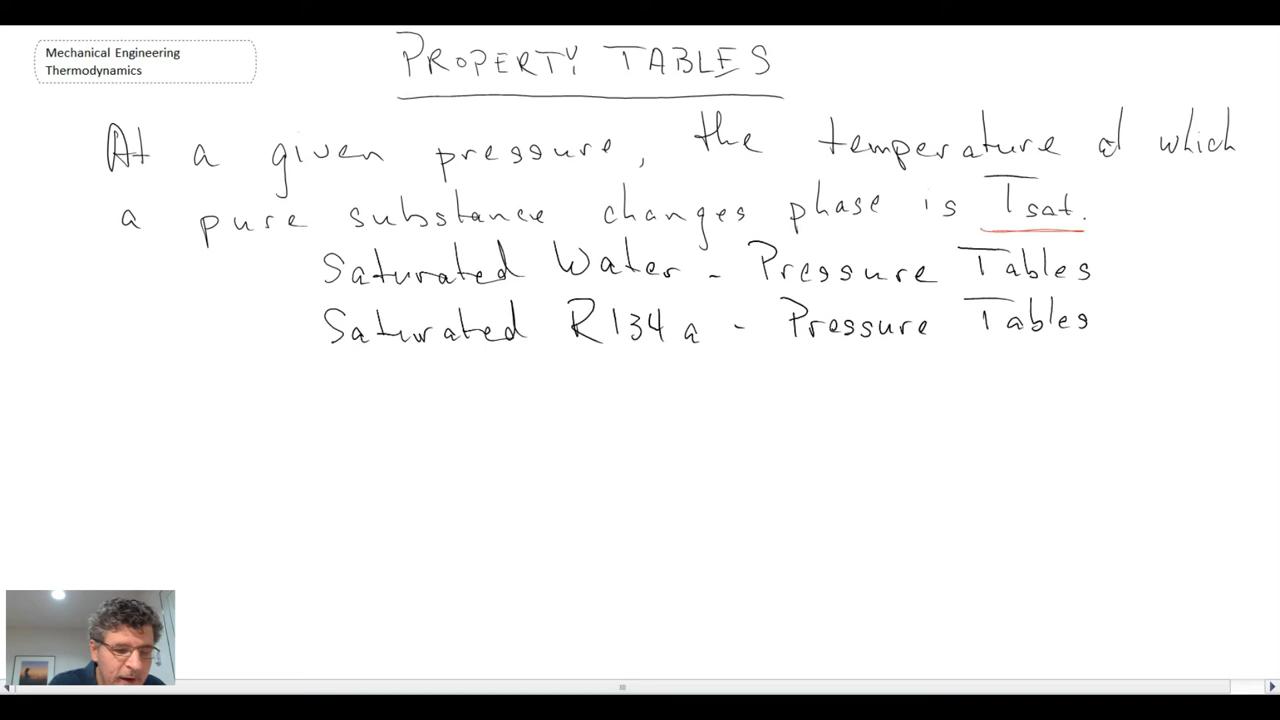 Mechanical Engineering
Thermodynamics
PROPERTY TABLES
At a given pressure, the temperature at which
a pure substance changes phase is Tsat.
Saturated Water - Pressure Tables
Saturated R134a - Pressure Tables